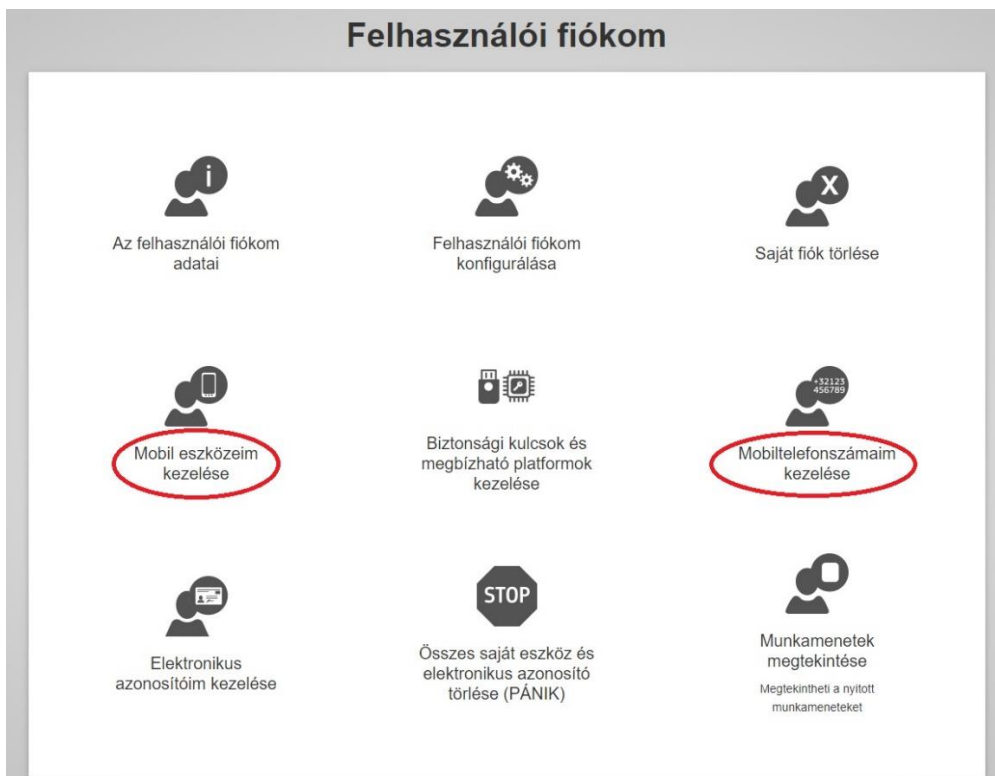 Felhasználói fiókom
i
X
Az felhasználói fiókom
adatai
Felhasználói fiókom
konfigurálása
Saját fiók törlése
+32123
456789
Mobil eszközeim
kezelése
Biztonsági kulcsok és
megbízható platformok
kezelése
Mobiltelefonszámaim
kezelése
STOP
Elektronikus
azonosítóim kezelése
Összes saját eszköz és
elektronikus azonosító
törlése (PÁNIK)
Munkamenetek
megtekintése
Megtekintheti a nyitott
munkameneteket